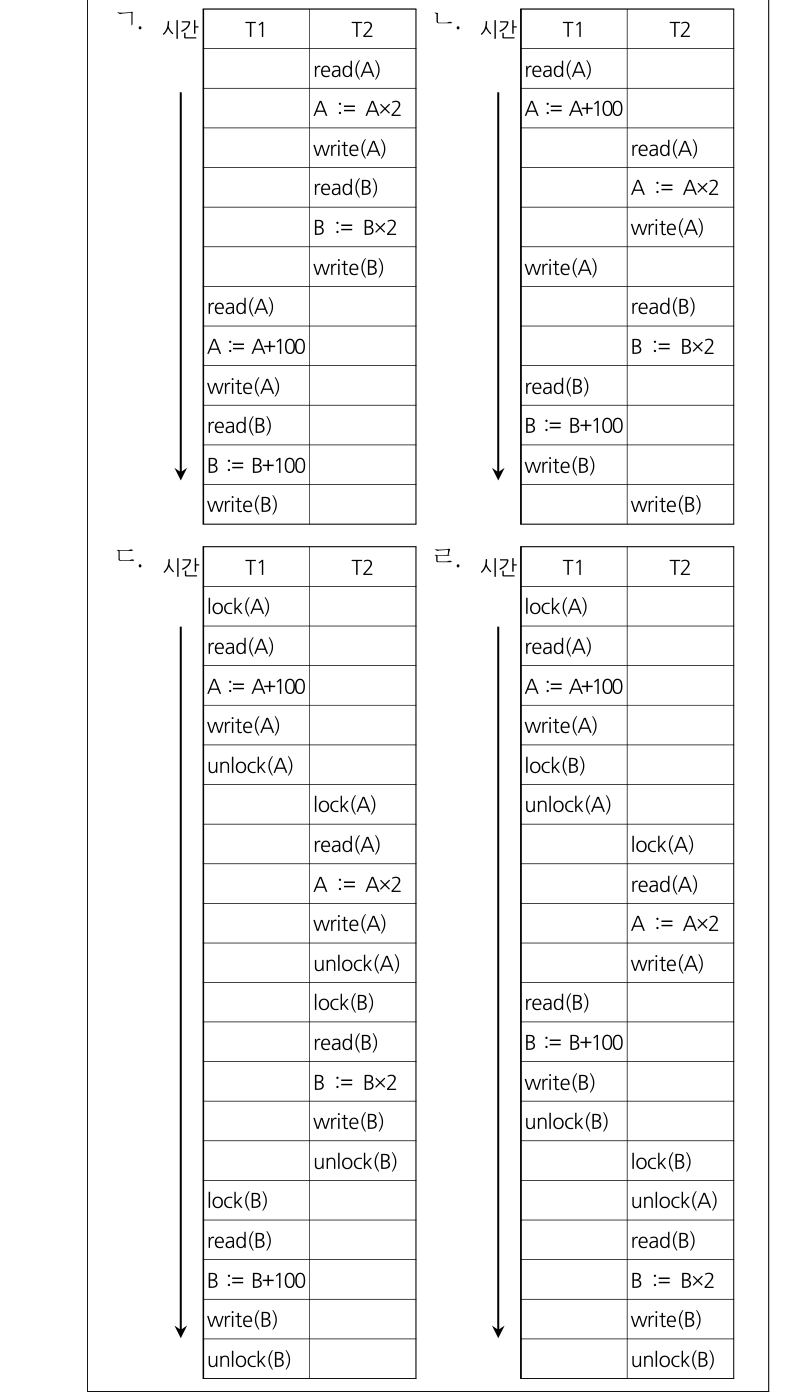 ㄱ. 시간 T1 T2
read(A)
A := A×2
write(A)
read(B)
B := B×2
write(B)
read(A)
A := A+100
write(A)
read(B)
B := B+100
write(B)
ㄴ. 시간 T1 T2
read(A)
A := A+100
read(A)
A := A×2
write(A)
write(A)
read(B)
B := B×2
read(B)
B := B+100
write(B)
write(B)
ㄷ. 시간 T1 T2
lock(A)
read(A)
A := A+100
write(A)
unlock(A)
lock(A)
read(A)
A := A×2
write(A)
unlock(A)
lock(B)
read(B)
B := B×2
write(B)
unlock(B)
lock(B)
read(B)
B := B+100
write(B)
unlock(B)
ㄹ. 시간 T1 T2
lock(A)
read(A)
A := A+100
write(A)
lock(B)
unlock(A)
lock(A)
read(A)
A := A×2
write(A)
read(B)
B := B+100
write(B)
unlock(B)
lock(B)
unlock(A)
read(B)
B := B×2
write(B)
unlock(B)